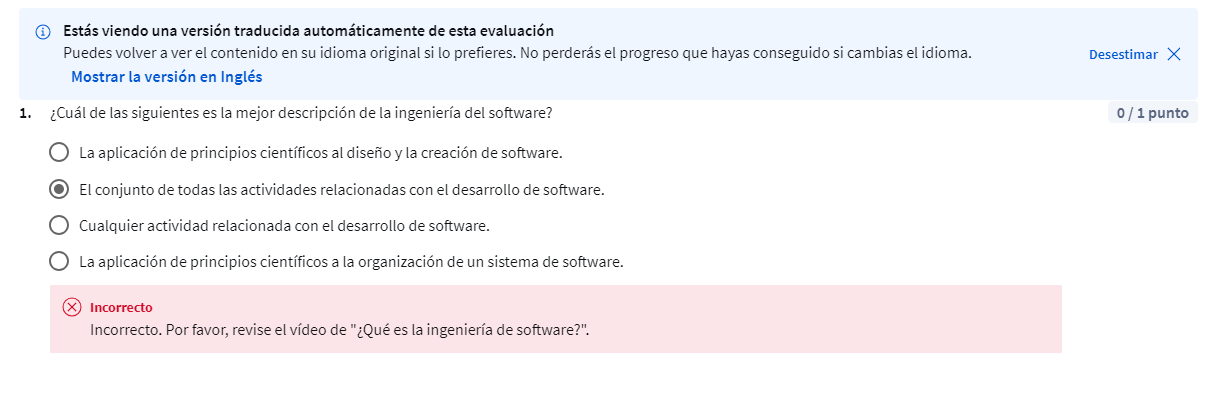 Estás viendo una versión traducida automáticamente de esta evaluación
Puedes volver a ver el contenido en su idioma original si lo prefieres. No perderás el progreso que hayas conseguido si cambias el idioma.
Desestimar
Mostrar la versión en Inglés
1. ¿Cuál de las siguientes es la mejor descripción de la ingeniería del software?
0 / 1 punto
La aplicación de principios científicos al diseño y la creación de software.
El conjunto de todas las actividades relacionadas con el desarrollo de software.
Cualquier actividad relacionada con el desarrollo de software.
La aplicación de principios científicos a la organización de un sistema de software.
Incorrecto
Incorrecto. Por favor, revise el vídeo de "¿Qué es la ingeniería de software?".